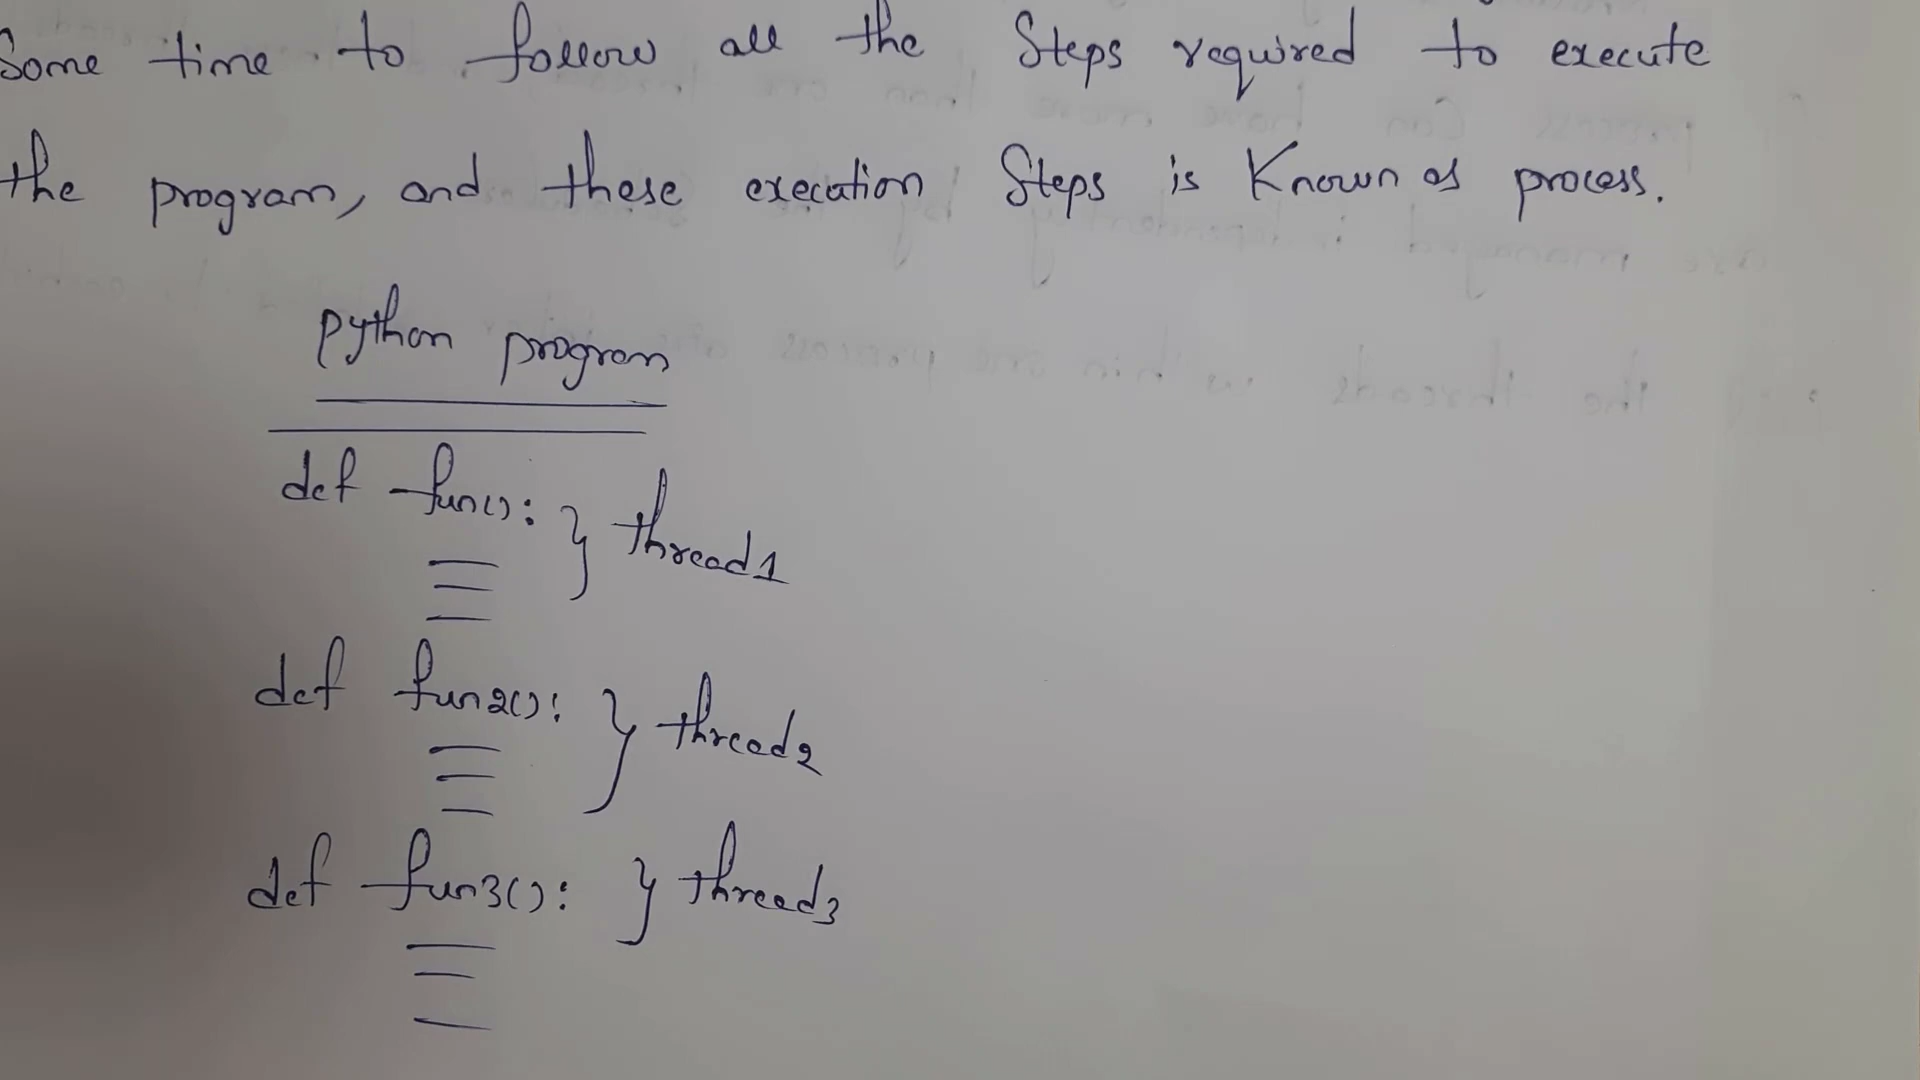 Some time to follow all the Steps required to execute
the program, and these execution Steps is Known as process.
python program
def fun(): } thread1
def fun2(): } thread2
def fun3(): } thread3